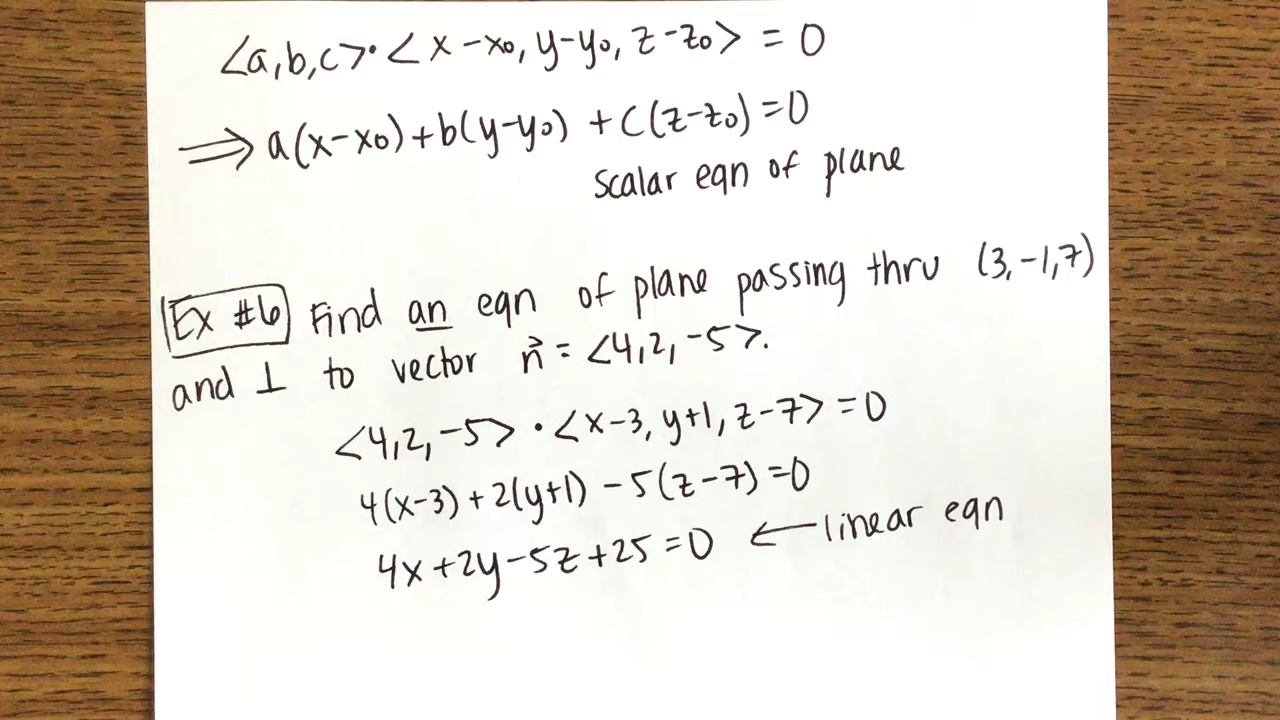 <a,b,c>·<x-x₀, y-y₀, z-z₀> = 0
⟹ a(x-x₀)+b(y-y₀) +c(z-z₀)=0
scalar eqn of plane
Ex #6 Find an eqn of plane passing thru (3,-1,7)
and ⊥ to vector n⃗ = <4,2,-5>.
<4,2,-5> · <x-3, y+1, z-7> = 0
4(x-3) + 2(y+1) -5(z-7)=0
4x+2y-5z+25=0 ← linear eqn